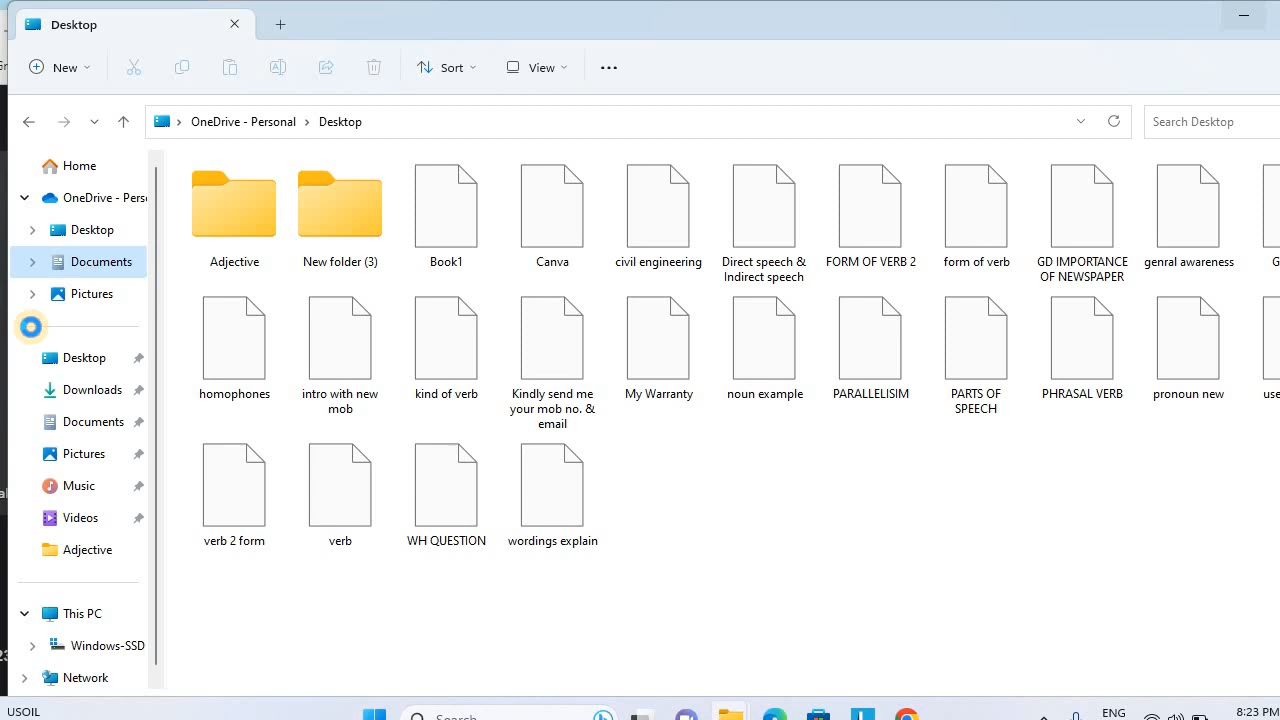 Desktop
New
Sort
View
OneDrive - Personal
Desktop
Search Desktop
Home
OneDrive - Pers
Desktop
Documents
Pictures
Desktop
Downloads
Documents
Pictures
Music
Videos
Adjective
This PC
Windows-SSD
Network
Adjective
New folder (3)
Book1
Canva
civil engineering
Direct speech &
Indirect speech
FORM OF VERB 2
form of verb
GD IMPORTANCE
OF NEWSPAPER
genral awareness
homophones
intro with new
mob
kind of verb
Kindly send me
your mob no. &
email
My Warranty
noun example
PARALLELISIM
PARTS OF
SPEECH
PHRASAL VERB
pronoun new
use
verb 2 form
verb
WH QUESTION
wordings explain
USOIL
Search
ENG
8:23 PM